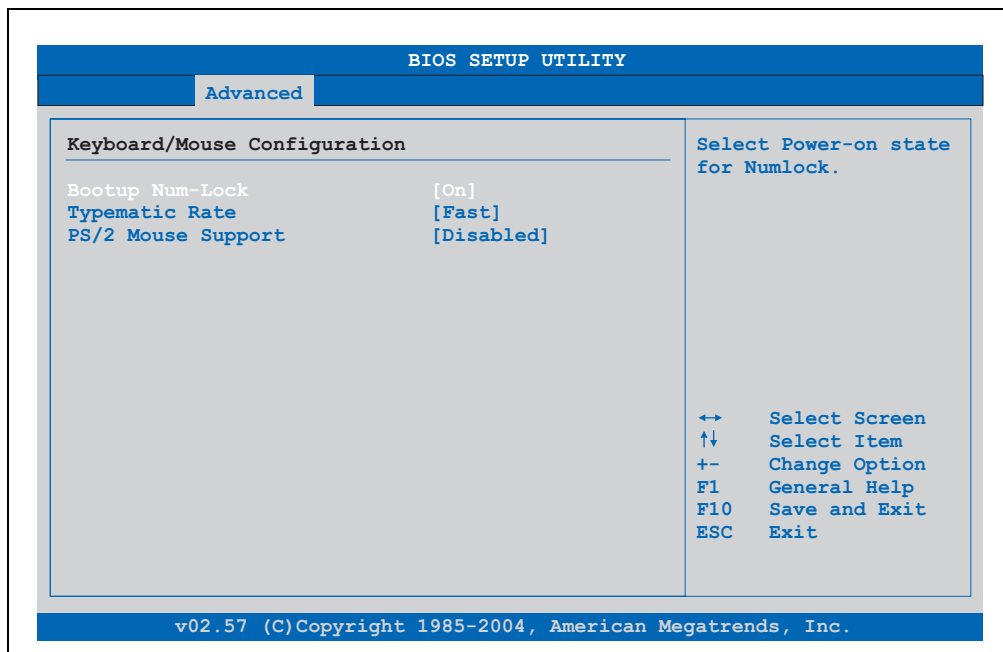 BIOS SETUP UTILITY
Advanced
Keyboard/Mouse Configuration
Bootup Num-Lock [On]
Typematic Rate [Fast]
PS/2 Mouse Support [Disabled]
Select Power-on state
for Numlock.
←→ Select Screen
↑↓ Select Item
+- Change Option
F1 General Help
F10 Save and Exit
ESC Exit
v02.57 (C)Copyright 1985-2004, American Megatrends, Inc.